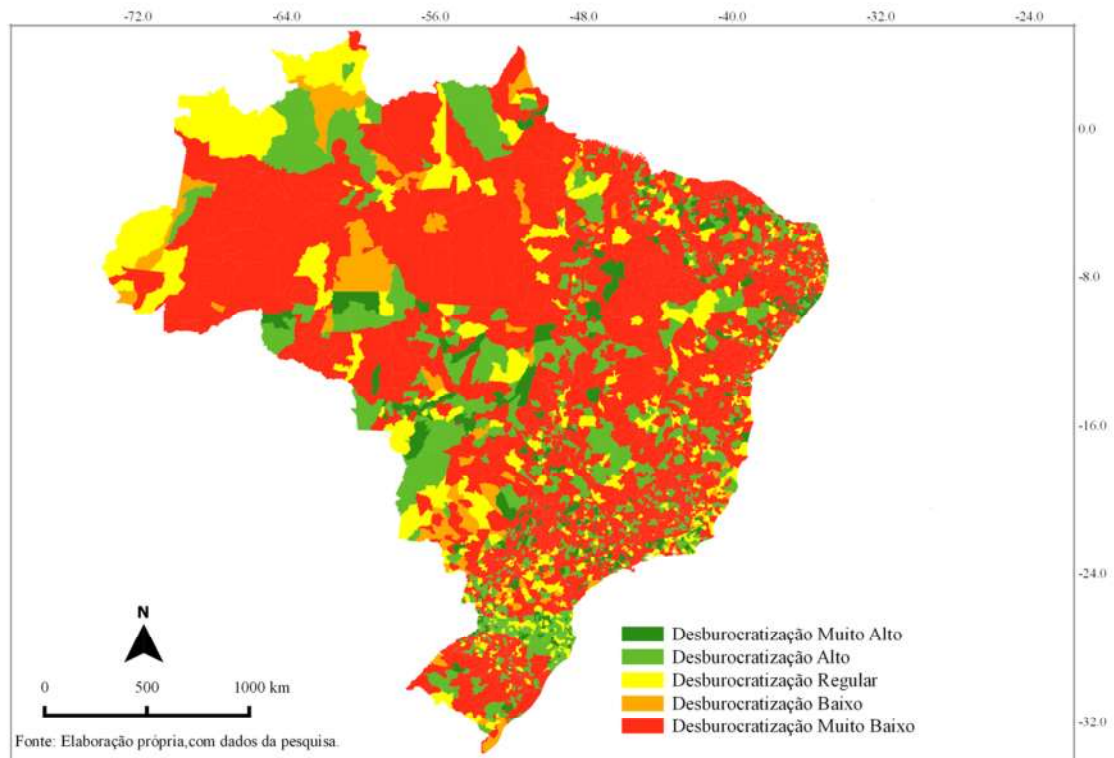 -72.0 -64.0 -56.0 -48.0 -40.0 -32.0 -24.0
0.0
-8.0
-16.0
-24.0
N
Desburocratização Muito Alto
Desburocratização Alto
Desburocratização Regular
Desburocratização Baixo
Desburocratização Muito Baixo
0 500 1000 km
-32.0
Fonte: Elaboração própria,com dados da pesquisa.